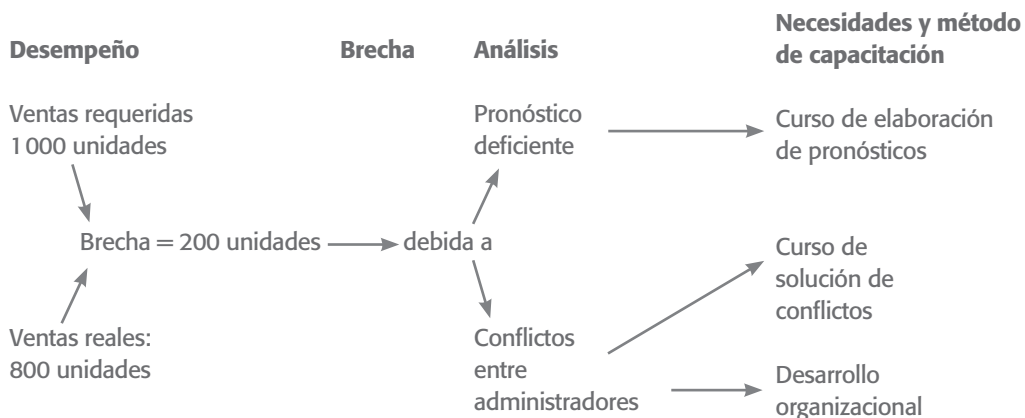 Desempeño
Brecha
Análisis
Necesidades y método
de capacitación
Ventas requeridas
1 000 unidades
Pronóstico
deficiente
Curso de elaboración
de pronósticos
Brecha = 200 unidades
debida a
Curso de
solución de
conflictos
Ventas reales:
800 unidades
Conflictos
entre
administradores
Desarrollo
organizacional